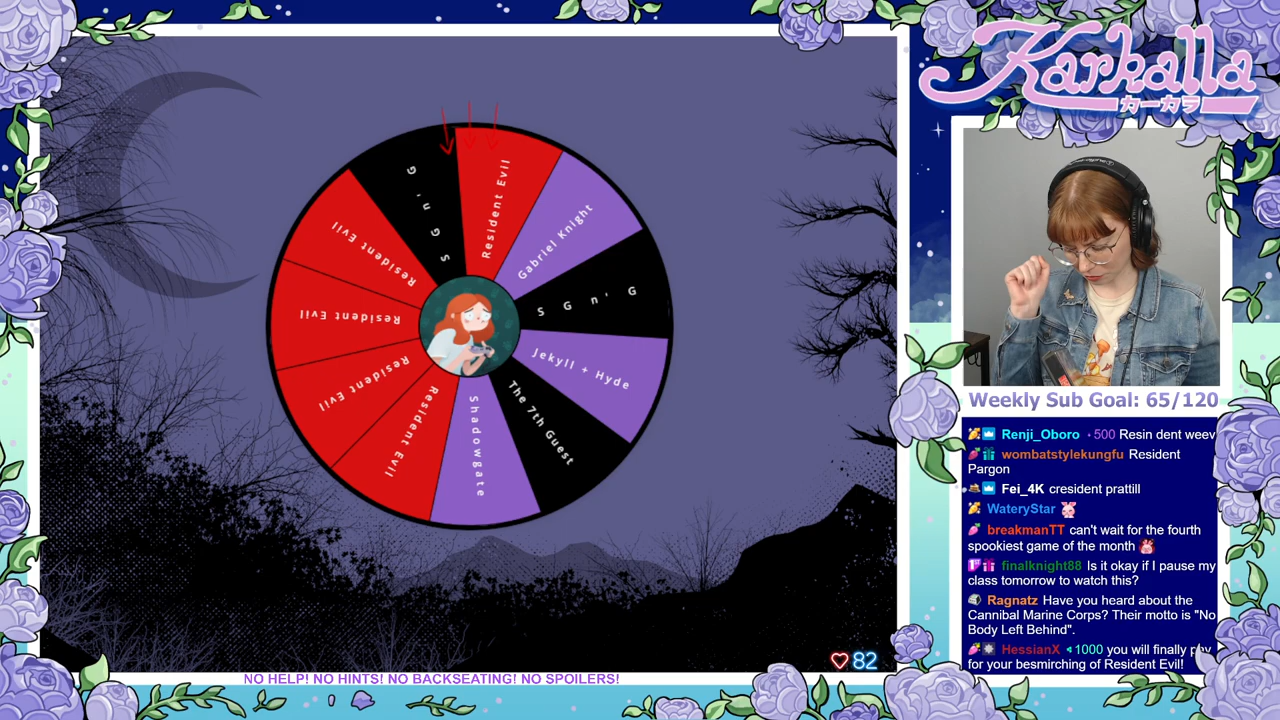 Karkalla
カーカラ
G n' G S
Resident Evil
Gabriel Knight
S G n' G
Jekyll + Hyde
The 7th Guest
Shadowgate
Resident Evil
Resident Evil
Resident Evil
Resident Evil
82
NO HELP! NO HINTS! NO BACKSEATING! NO SPOILERS!
Weekly Sub Goal: 65/120
Renji_Oboro 500 Resin dent weev
wombatstylekungfu Resident
Pargon
Fei_4K cresident prattill
WateryStar
breakmanTT can't wait for the fourth
spookiest game of the month
finalknight88 Is it okay if I pause my
class tomorrow to watch this?
Ragnatz Have you heard about the
Cannibal Marine Corps? Their motto is "No
Body Left Behind".
HessianX 1000 you will finally pay
for your besmirching of Resident Evil!